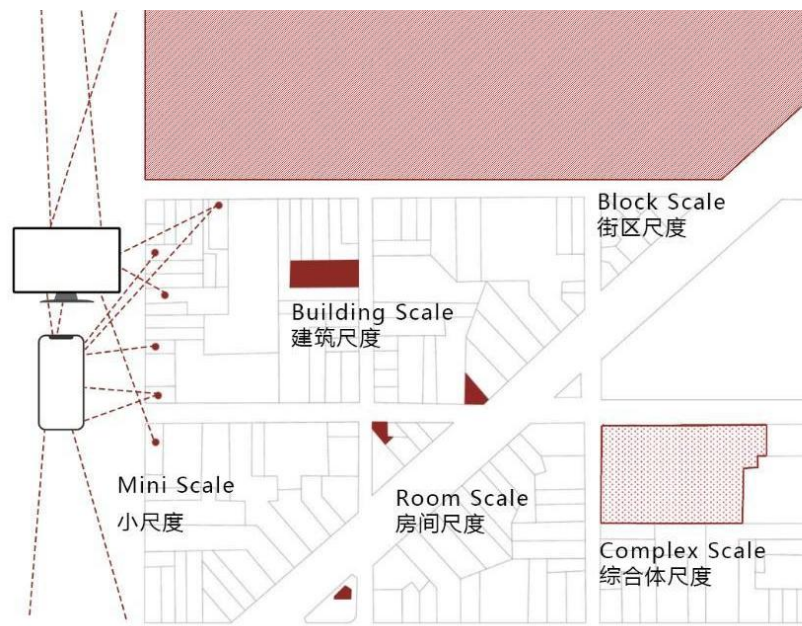 Block Scale
街区尺度
Building Scale
建筑尺度
Mini Scale
小尺度
Room Scale
房间尺度
Complex Scale
综合体尺度